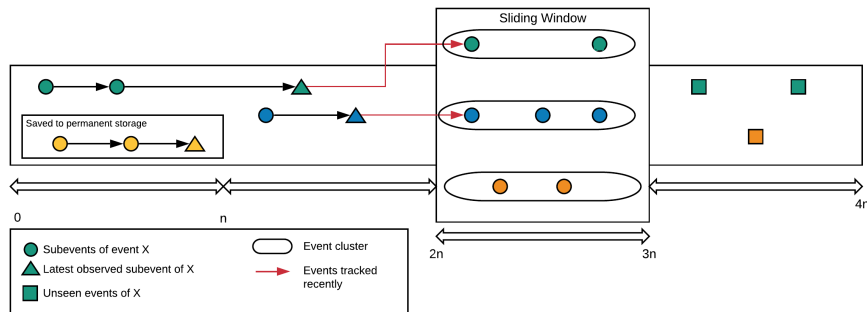 Sliding Window
Saved to permanent storage
0
n
2n
3n
4n
Subevents of event X
Latest observed subevent of X
Unseen events of X
Event cluster
Events tracked
recently